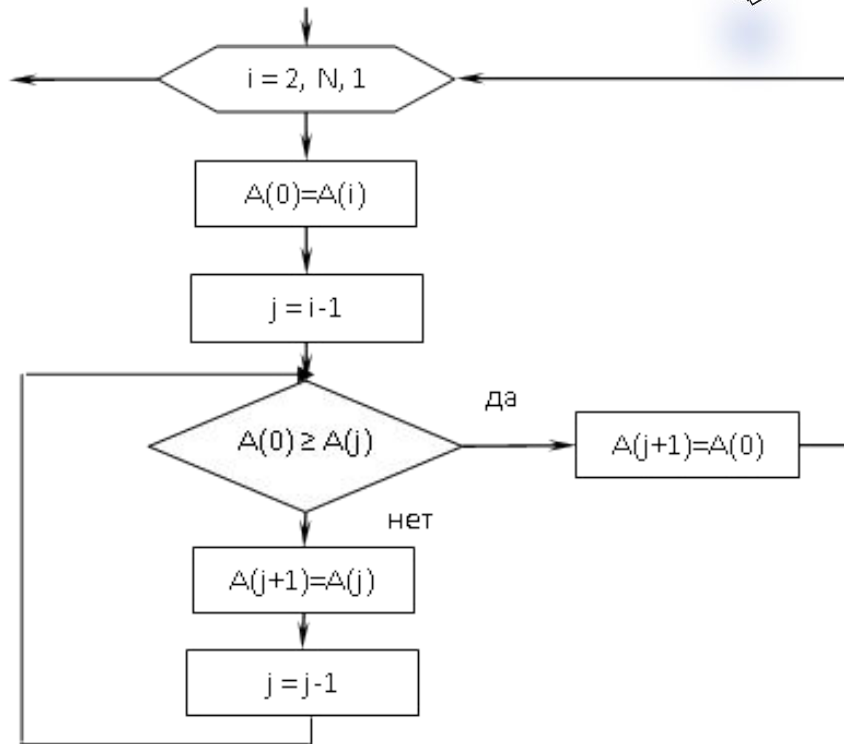 i = 2, N, 1
A(0)=A(i)
j = i-1
A(0) ≥ A(j)
да
A(j+1)=A(0)
нет
A(j+1)=A(j)
j = j-1